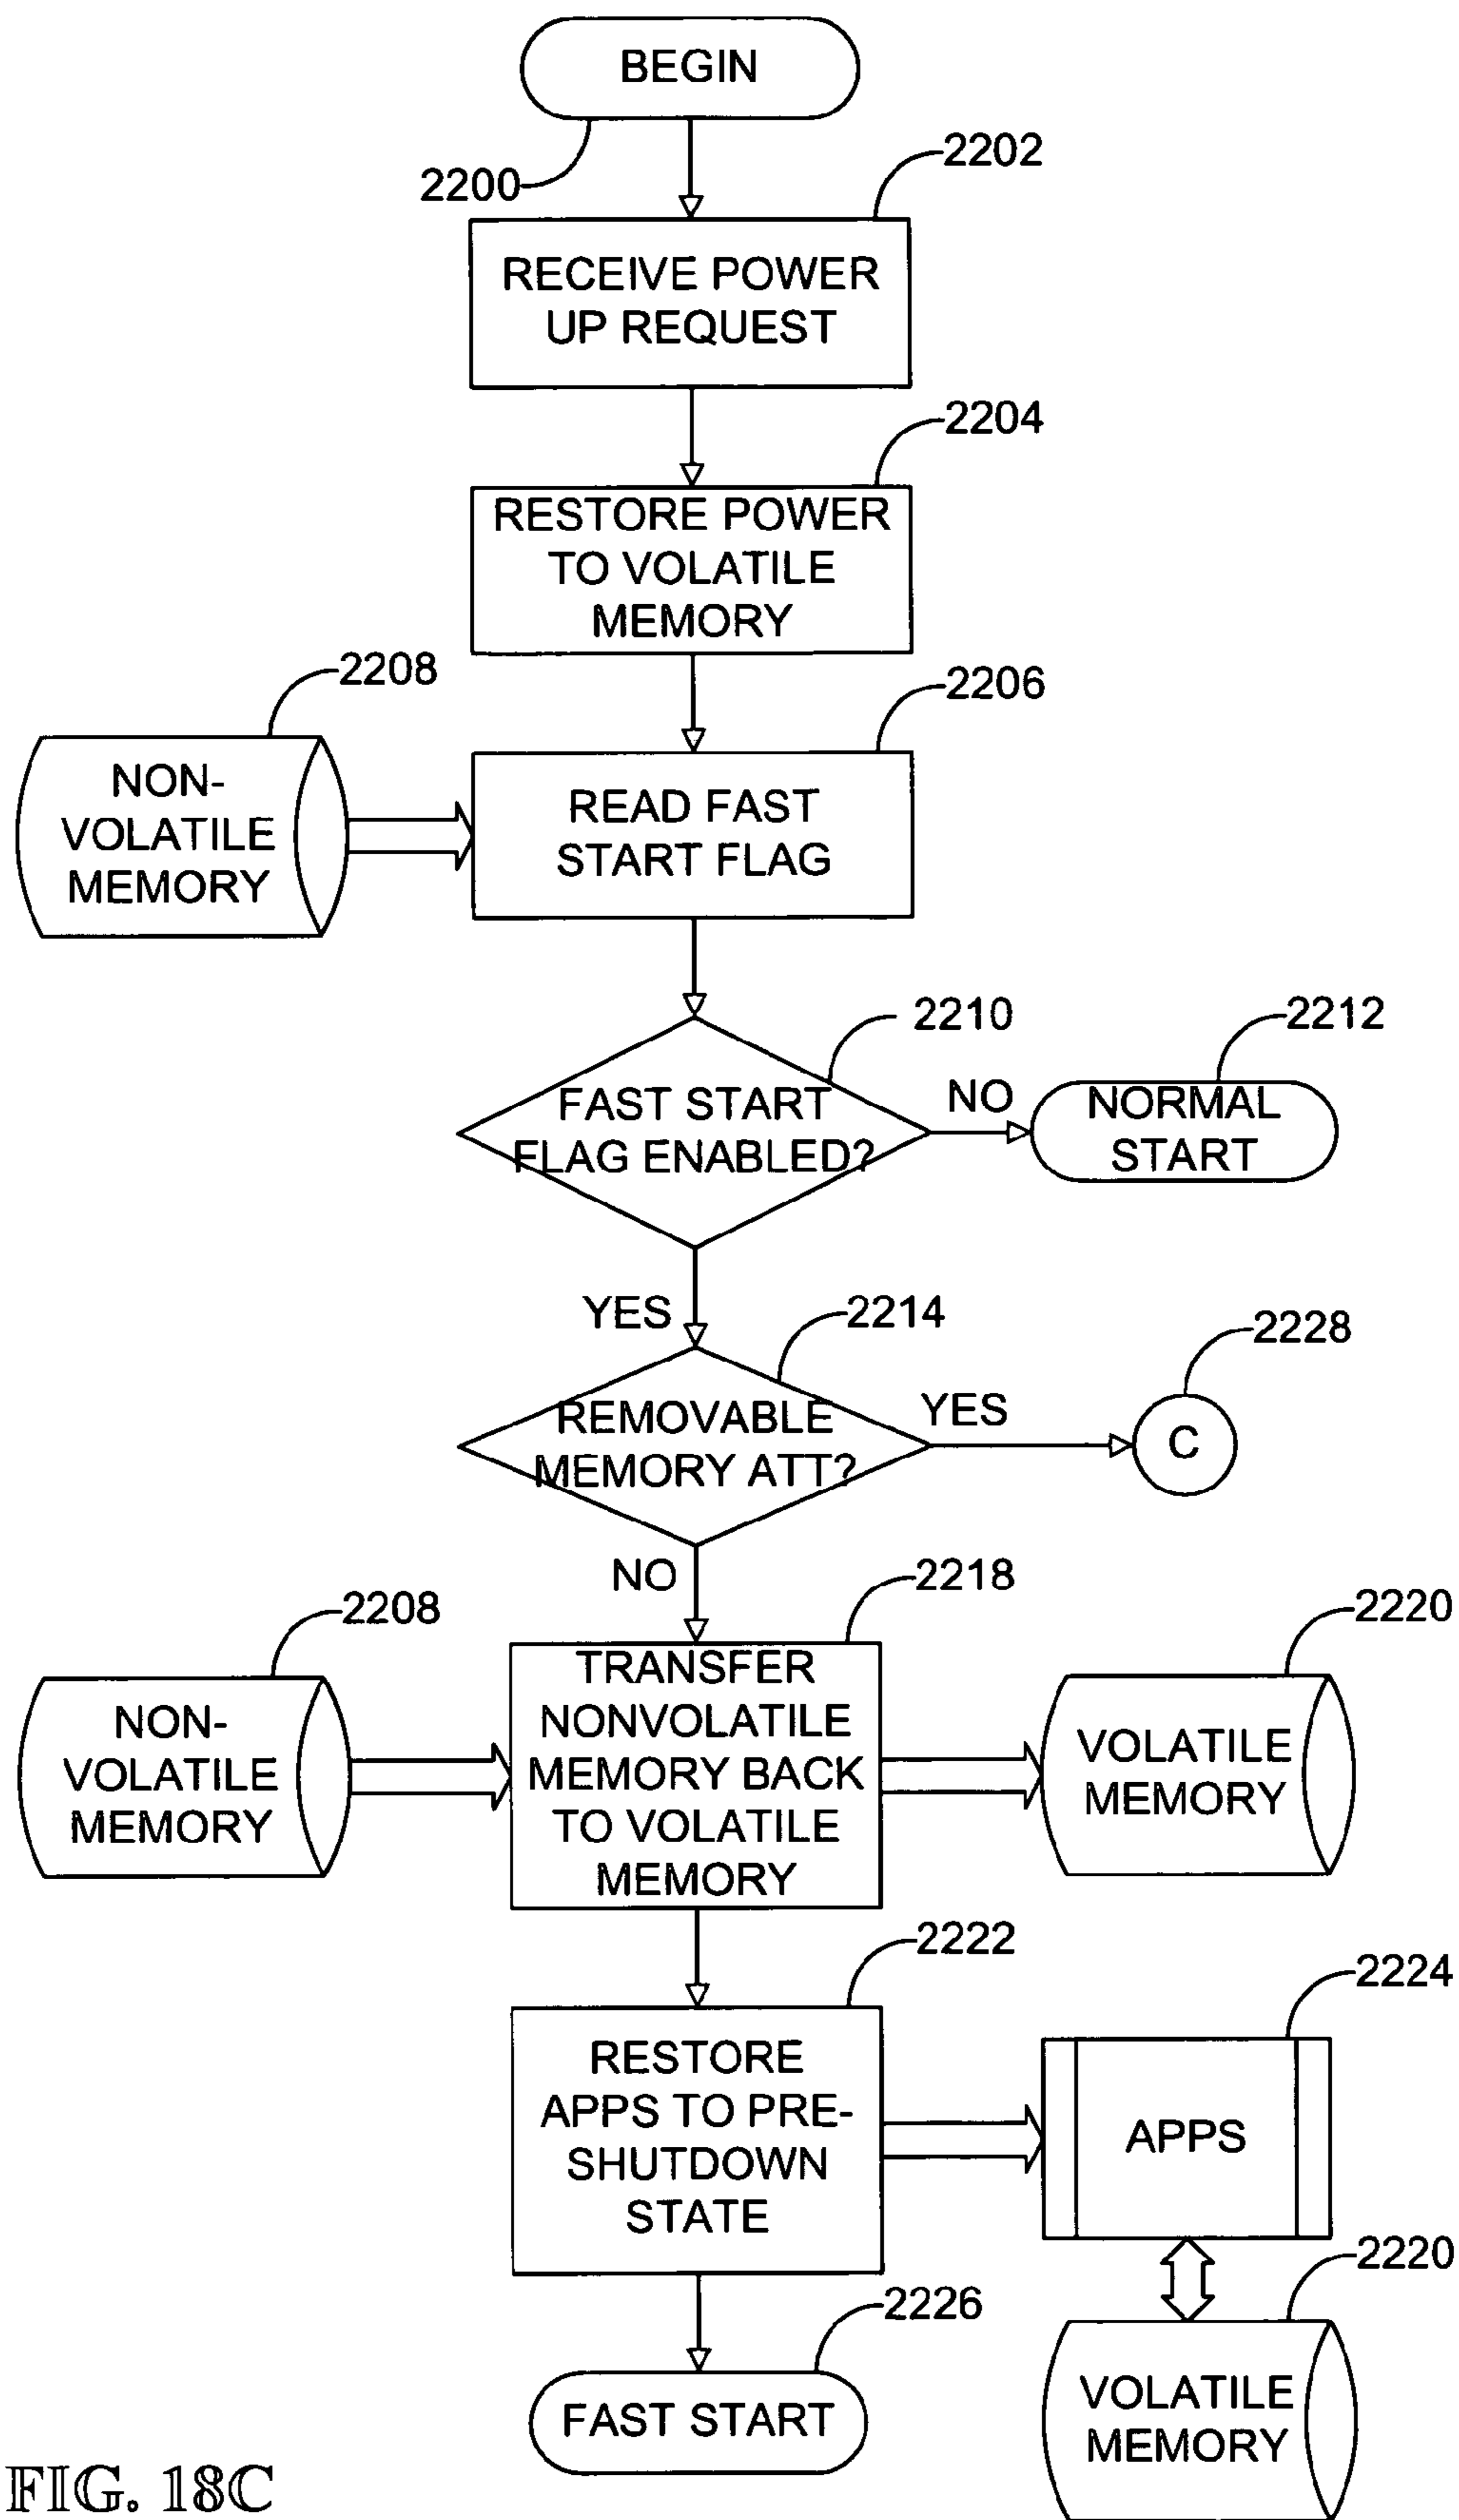 BEGIN
2200
2202
RECEIVE POWER
UP REQUEST
2204
RESTORE POWER
TO VOLATILE
MEMORY
2208
2206
NON-
VOLATILE
MEMORY
READ FAST
START FLAG
2210
2212
FAST START
FLAG ENABLED?
NO
NORMAL
START
YES
2214
2228
REMOVABLE
MEMORY ATT?
YES
C
NO
2218
2208
2220
NON-
VOLATILE
MEMORY
TRANSFER
NONVOLATILE
MEMORY BACK
TO VOLATILE
MEMORY
VOLATILE
MEMORY
2222
2224
RESTORE
APPS TO PRE-
SHUTDOWN
STATE
APPS
2220
2226
FAST START
VOLATILE
MEMORY
FIG. 18C